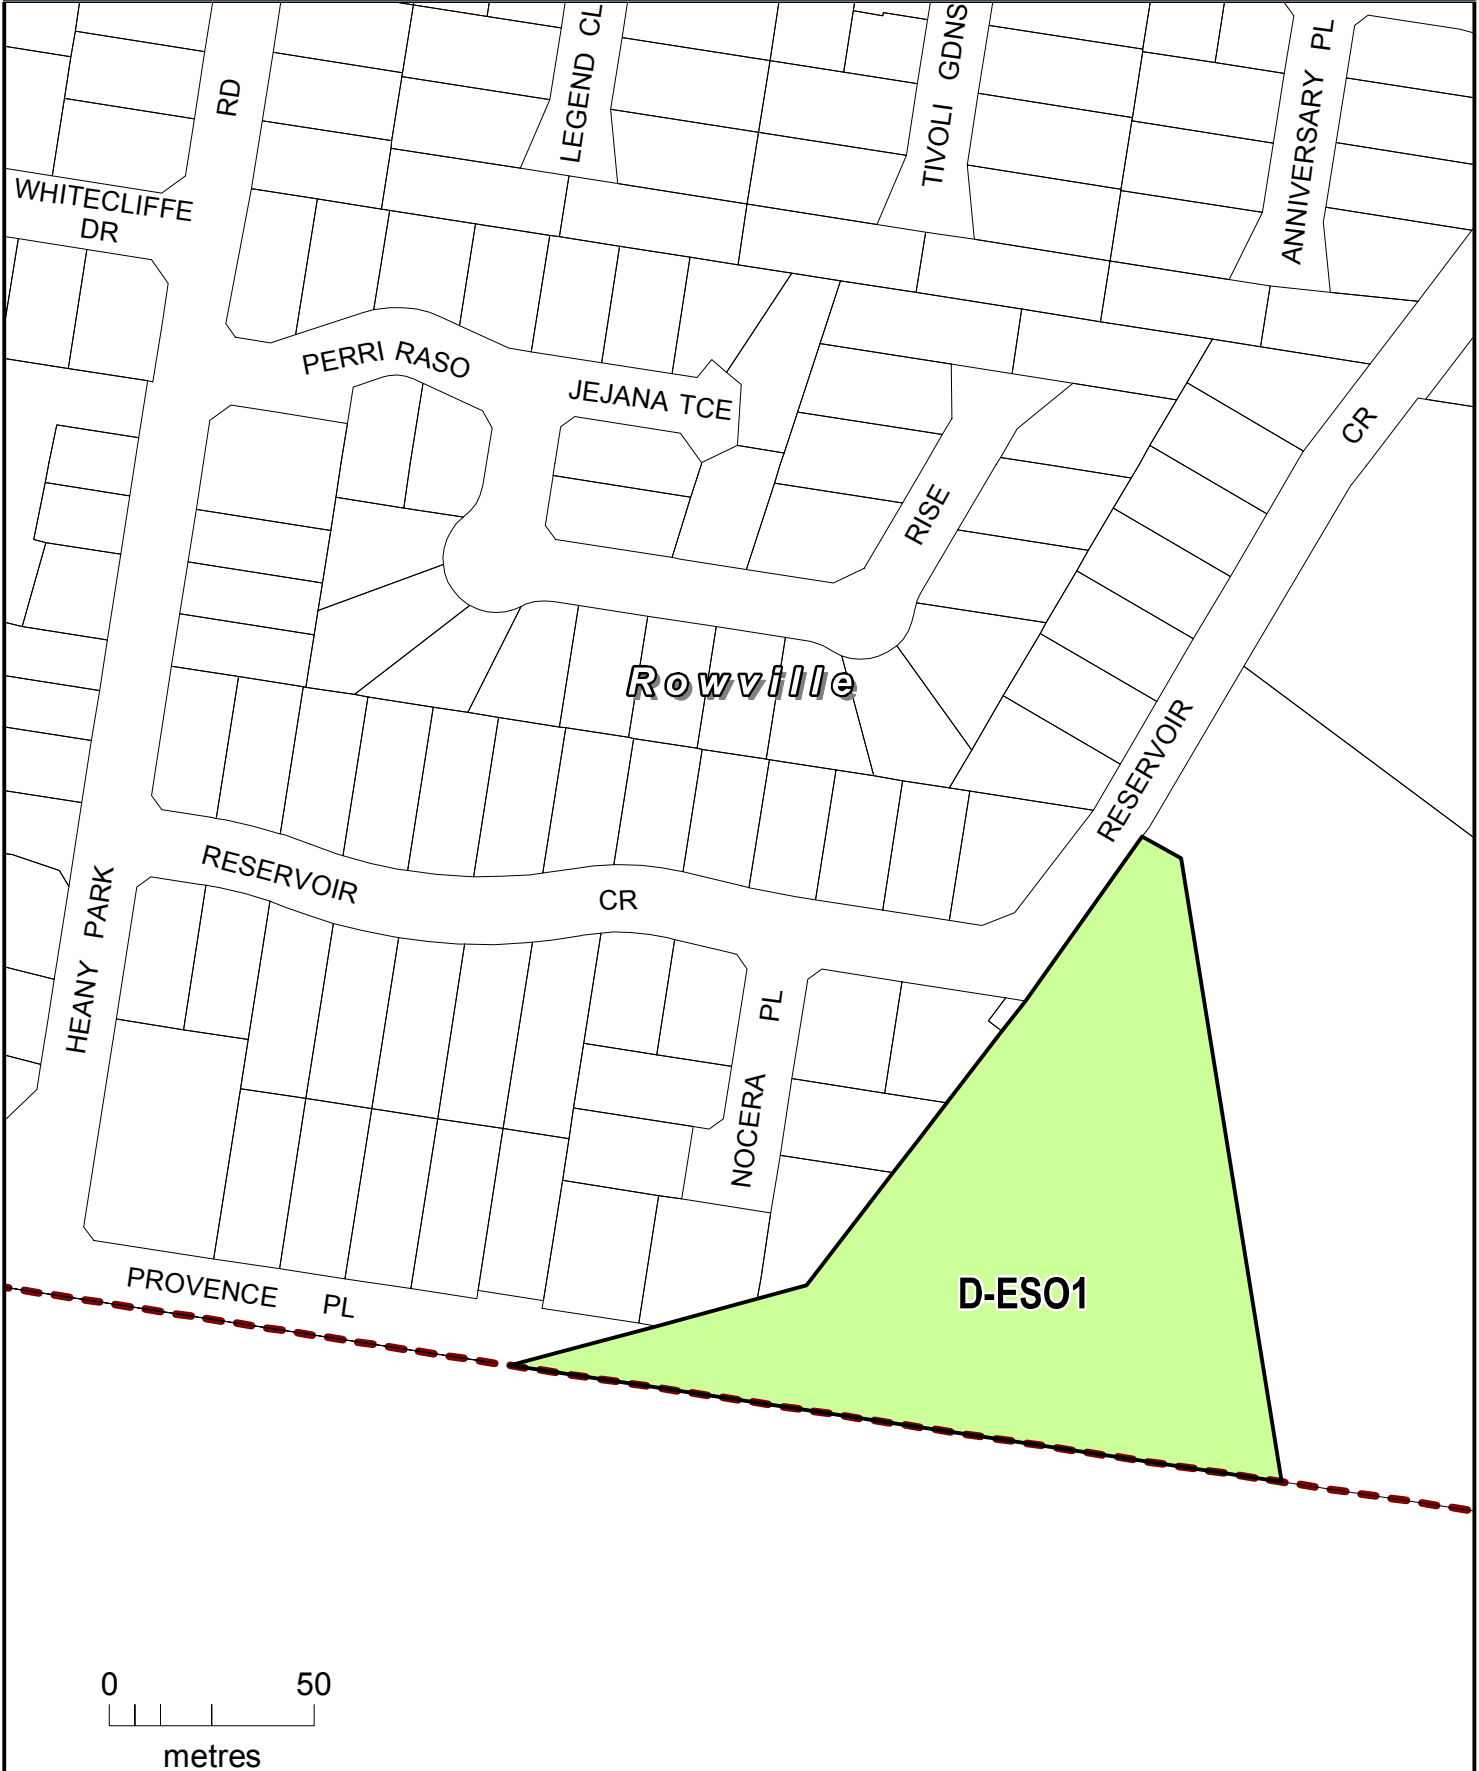 LEGEND CL
TIVOLI GDNS
ANNIVERSARY PL
RD
WHITECLIFFE
DR
PERRI RASO
JEJANA TCE
CR
RISE
Rowville
RESERVOIR
RESERVOIR
CR
HEANY PARK
PL
NOCERA
PROVENCE PL
D-ESO1
0 50
metres